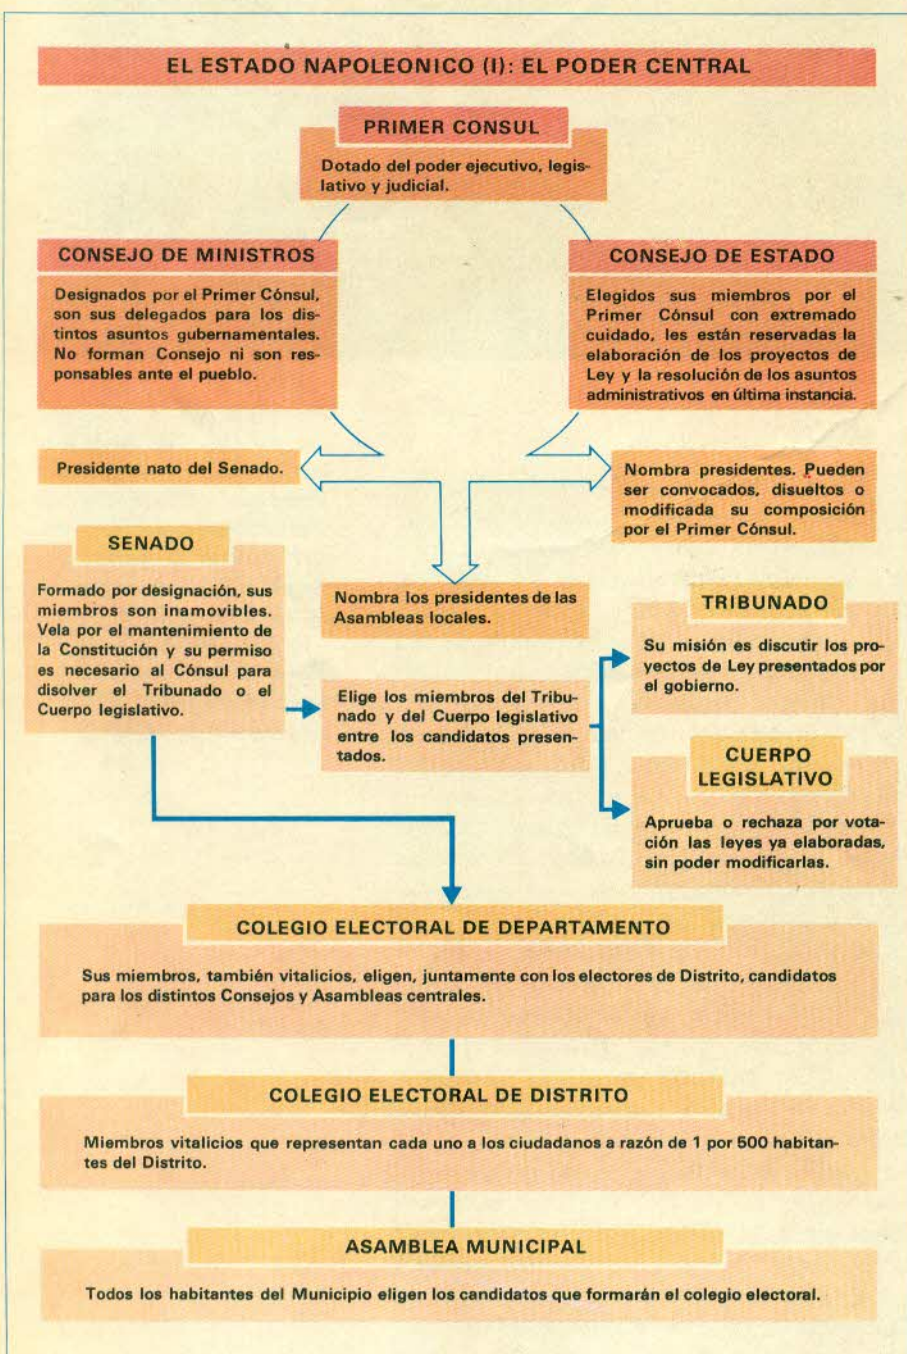 EL ESTADO NAPOLEONICO (I): EL PODER CENTRAL
PRIMER CONSUL
Dotado del poder ejecutivo, legis-
lativo y judicial.
CONSEJO DE MINISTROS
Designados por el Primer Cónsul,
son sus delegados para los dis-
tintos asuntos gubernamentales.
No forman Consejo ni son res-
ponsables ante el pueblo.
CONSEJO DE ESTADO
Elegidos sus miembros por el
Primer Cónsul con extremado
cuidado, les están reservadas la
elaboración de los proyectos de
Ley y la resolución de los asuntos
administrativos en última instancia.
Presidente nato del Senado.
Nombra presidentes. Pueden
ser convocados, disueltos o
modificada su composición
por el Primer Cónsul.
SENADO
Formado por designación, sus
miembros son inamovibles.
Vela por el mantenimiento de
la Constitución y su permiso
es necesario al Cónsul para
disolver el Tribunado o el
Cuerpo legislativo.
Nombra los presidentes de las
Asambleas locales.
Elige los miembros del Tribu-
nado y del Cuerpo legislativo
entre los candidatos presen-
tados.
TRIBUNADO
Su misión es discutir los pro-
yectos de Ley presentados por
el gobierno.
CUERPO
LEGISLATIVO
Aprueba o rechaza por vota-
ción las leyes ya elaboradas,
sin poder modificarlas.
COLEGIO ELECTORAL DE DEPARTAMENTO
Sus miembros, también vitalicios, eligen, juntamente con los electores de Distrito, candidatos
para los distintos Consejos y Asambleas centrales.
COLEGIO ELECTORAL DE DISTRITO
Miembros vitalicios que representan cada uno a los ciudadanos a razón de 1 por 500 habitan-
tes del Distrito.
ASAMBLEA MUNICIPAL
Todos los habitantes del Municipio eligen los candidatos que formarán el colegio electoral.